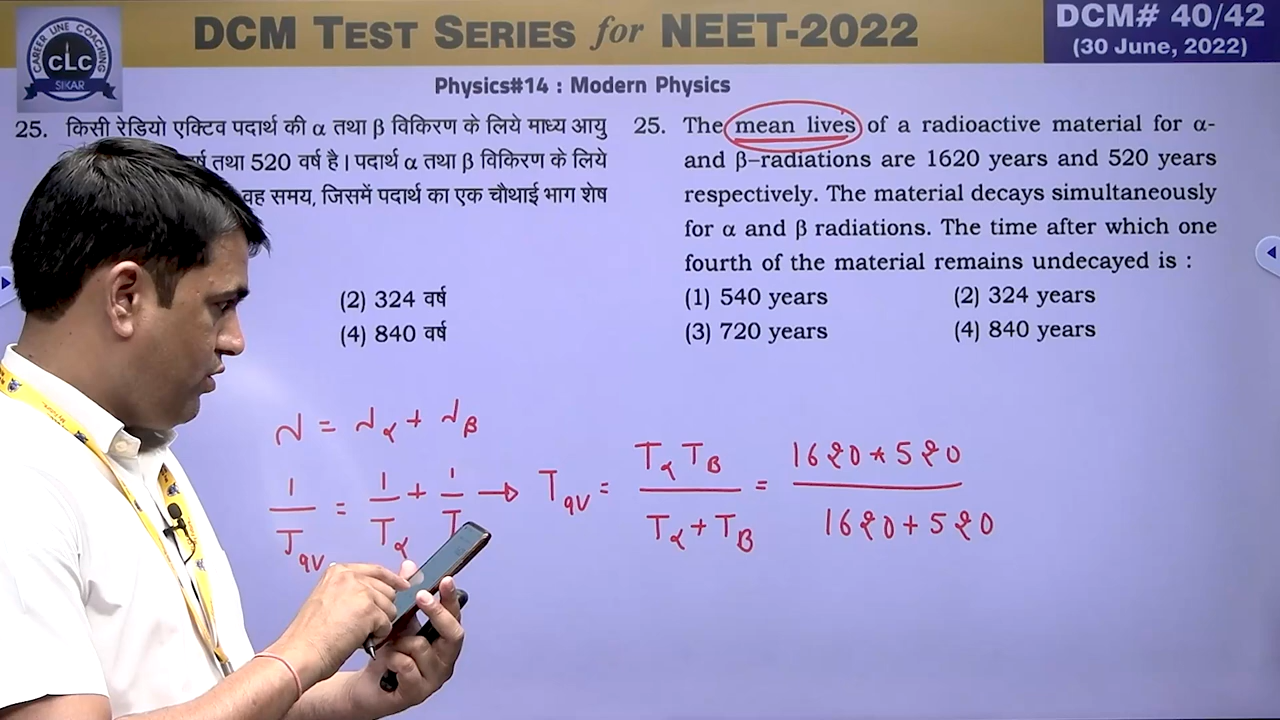 DCM TEST SERIES for NEET-2022
DCM# 40/42
(30 June, 2022)
CAREER LINE COACHING
CLC
SIKAR
Physics#14 : Modern Physics
25. किसी रेडियो एक्टिव पदार्थ की α तथा β विकिरण के लिये माध्य आयु
तथा 520 वर्ष है। पदार्थ α तथा β विकिरण के लिये
वह समय, जिसमें पदार्थ का एक चौथाई भाग शेष
(2) 324 वर्ष
(4) 840 वर्ष
25. The mean lives of a radioactive material for α-
and β–radiations are 1620 years and 520 years
respectively. The material decays simultaneously
for α and β radiations. The time after which one
fourth of the material remains undecayed is :
(1) 540 years (2) 324 years
(3) 720 years (4) 840 years
λ = λα + λβ
1/Tav = 1/Tα + 1/T → Tav = TαTβ / Tα + Tβ = 1620 * 520 / 1620 + 520